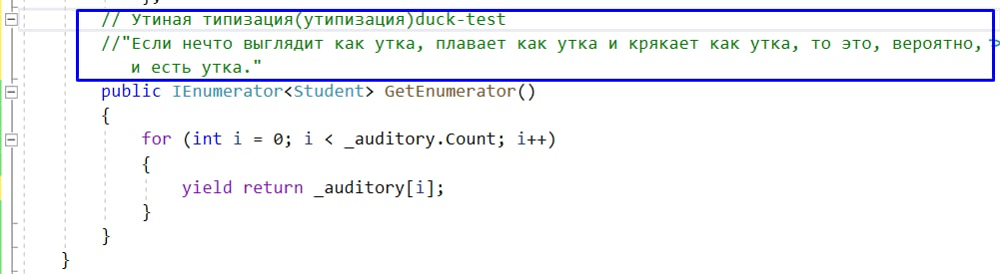 // Утиная типизация(утипизация)duck-test
//"Если нечто выглядит как утка, плавает как утка и крякает как утка, то это, вероятно,
и есть утка."
public IEnumerator<Student> GetEnumerator()
{
for (int i = 0; i < _auditory.Count; i++)
{
yield return _auditory[i];
}
}
}